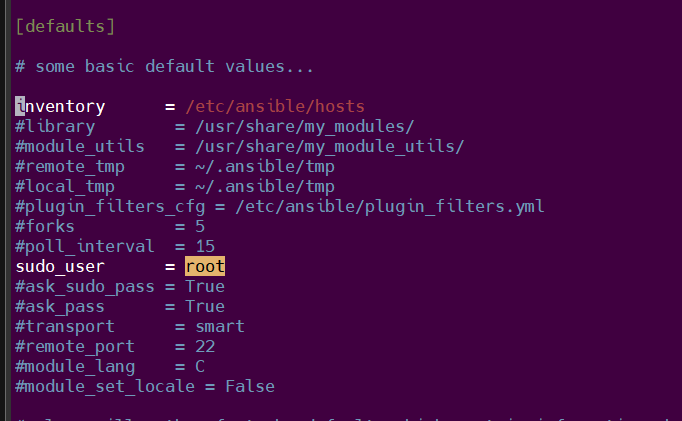 [defaults]
# some basic default values...
inventory      = /etc/ansible/hosts
#library        = /usr/share/my_modules/
#module_utils   = /usr/share/my_module_utils/
#remote_tmp     = ~/.ansible/tmp
#local_tmp      = ~/.ansible/tmp
#plugin_filters_cfg = /etc/ansible/plugin_filters.yml
#forks          = 5
#poll_interval  = 15
sudo_user      = root
#ask_sudo_pass = True
#ask_pass      = True
#transport      = smart
#remote_port    = 22
#module_lang    = C
#module_set_locale = False